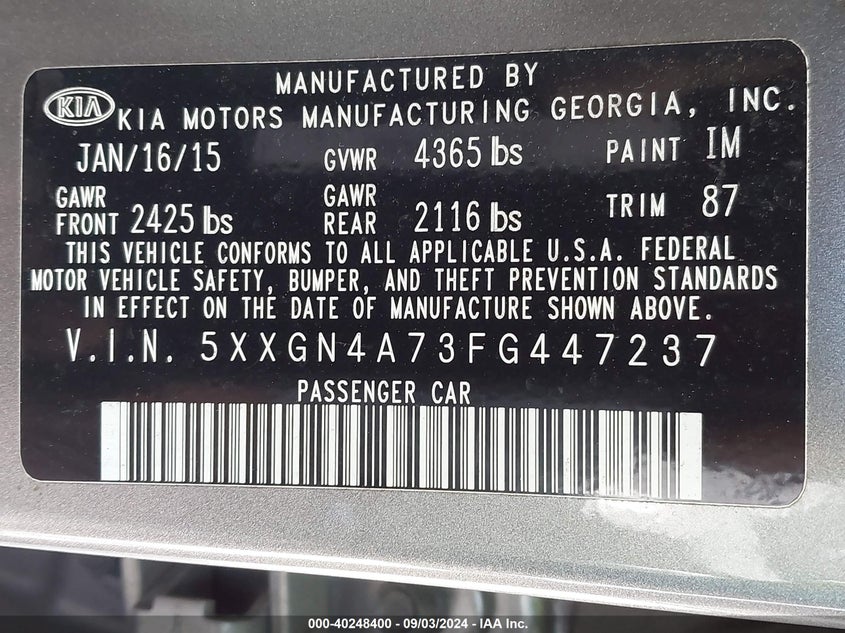 MANUFACTURED BY
KIA KIA MOTORS MANUFACTURING GEORGIA, INC.
JAN/16/15 GVWR 4365 lbs PAINT IM
GAWR FRONT 2425 lbs GAWR REAR 2116 lbs TRIM 87
THIS VEHICLE CONFORMS TO ALL APPLICABLE U.S.A. FEDERAL
MOTOR VEHICLE SAFETY, BUMPER, AND THEFT PREVENTION STANDARDS
IN EFFECT ON THE DATE OF MANUFACTURE SHOWN ABOVE.
V.I.N. 5XXGN4A73FG447237
PASSENGER CAR
000-40248400 - 09/03/2024 - IAA Inc.